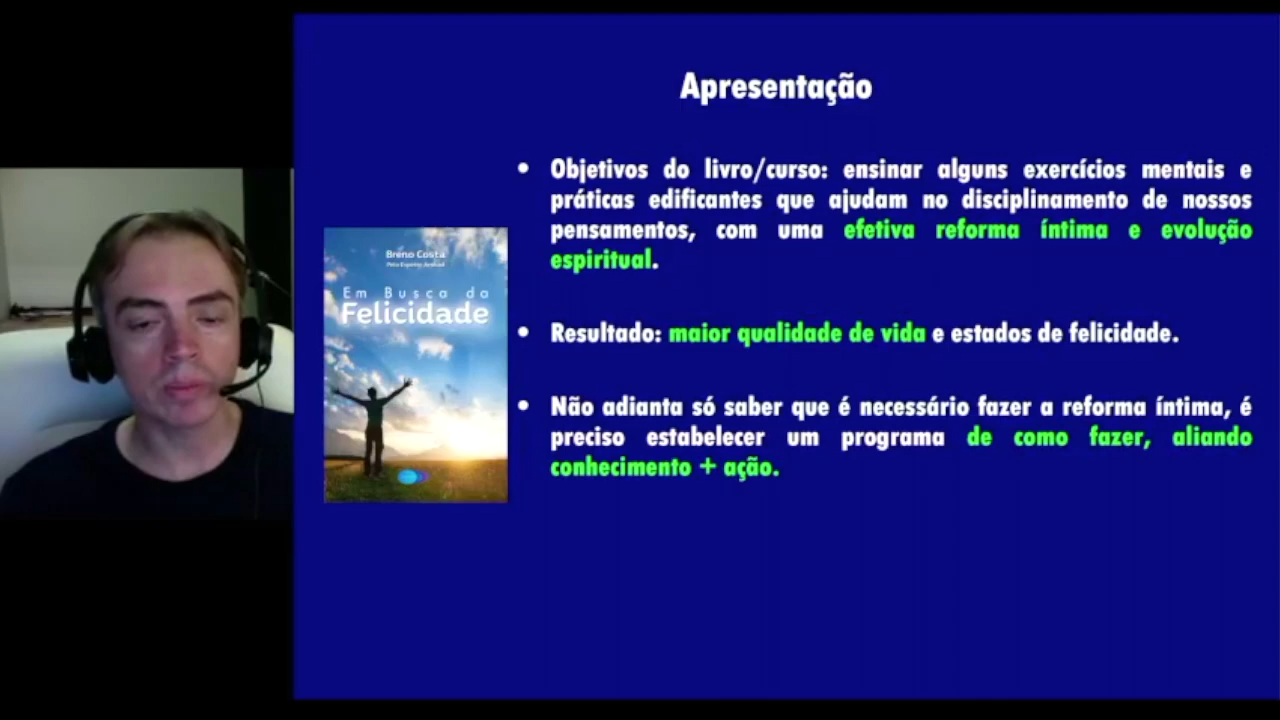 Apresentação
• Objetivos do livro/curso: ensinar alguns exercícios mentais e
práticas edificantes que ajudam no disciplinamento de nossos
pensamentos, com uma efetiva reforma íntima e evolução
espiritual.
Breno Costa
Pelo Espírito
Em Busca da
Felicidade
• Resultado: maior qualidade de vida e estados de felicidade.
• Não adianta só saber que é necessário fazer a reforma íntima, é
preciso estabelecer um programa de como fazer, aliando
conhecimento + ação.